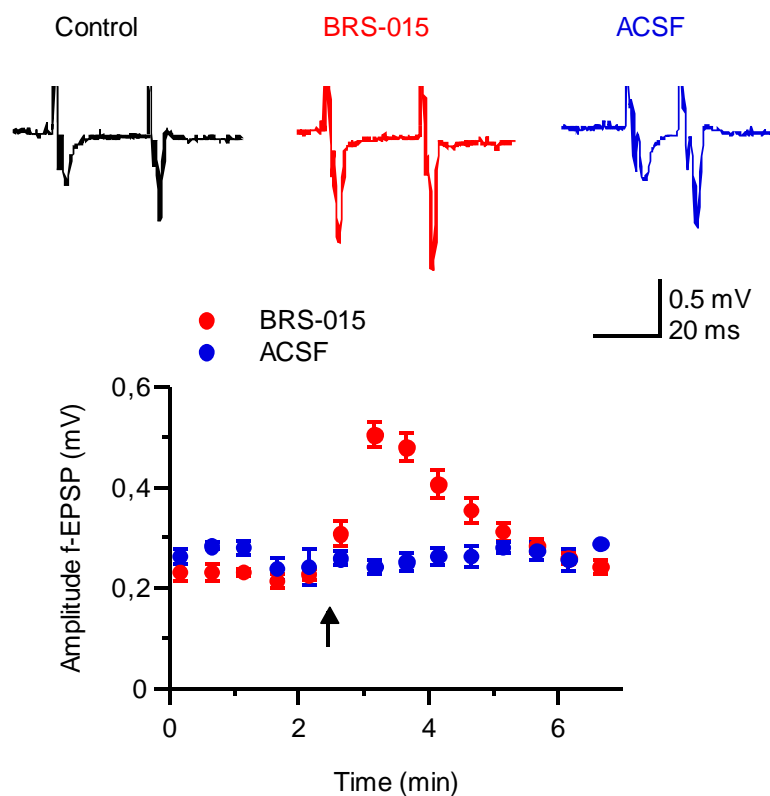 Control BRS-015 ACSF
0.5 mV
20 ms
BRS-015
ACSF
Amplitude f-EPSP (mV)
0,6
0,4
0,2
0
0 2 4 6
Time (min)